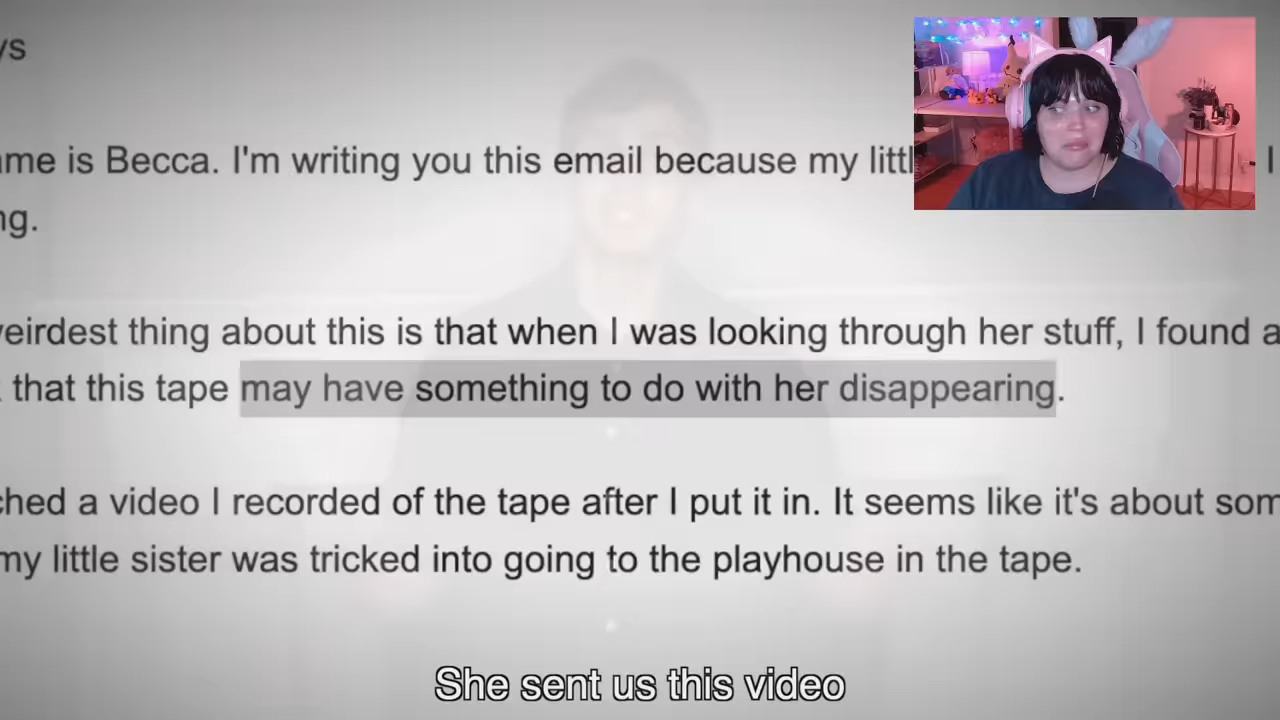 ys
me is Becca. I'm writing you this email because my littl I
ng.
eirdest thing about this is that when I was looking through her stuff, I found a
that this tape may have something to do with her disappearing.
ched a video I recorded of the tape after I put it in. It seems like it's about som
my little sister was tricked into going to the playhouse in the tape.
She sent us this video